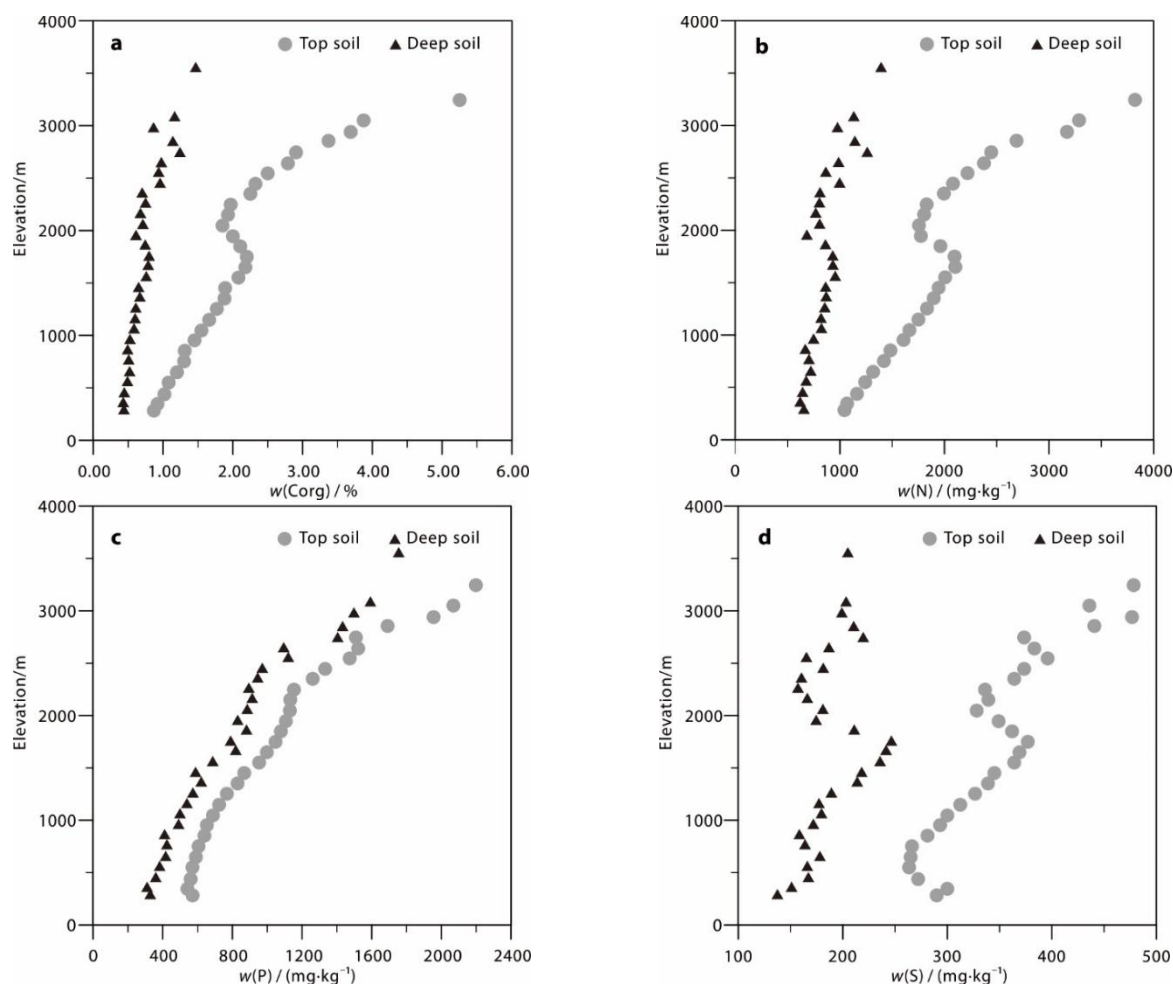 a
Top soil
Deep soil
4000
3000
2000
1000
0
Elevation/m
0.00 1.00 2.00 3.00 4.00 5.00 6.00
w(Corg) / %
b
Top soil
Deep soil
4000
3000
2000
1000
0
Elevation/m
0 1000 2000 3000 4000
w(N) / (mg·kg⁻¹)
c
Top soil
Deep soil
4000
3000
2000
1000
0
Elevation/m
0 400 800 1200 1600 2000 2400
w(P) / (mg·kg⁻¹)
d
Top soil
Deep soil
4000
3000
2000
1000
0
Elevation/m
100 200 300 400 500
w(S) / (mg·kg⁻¹)